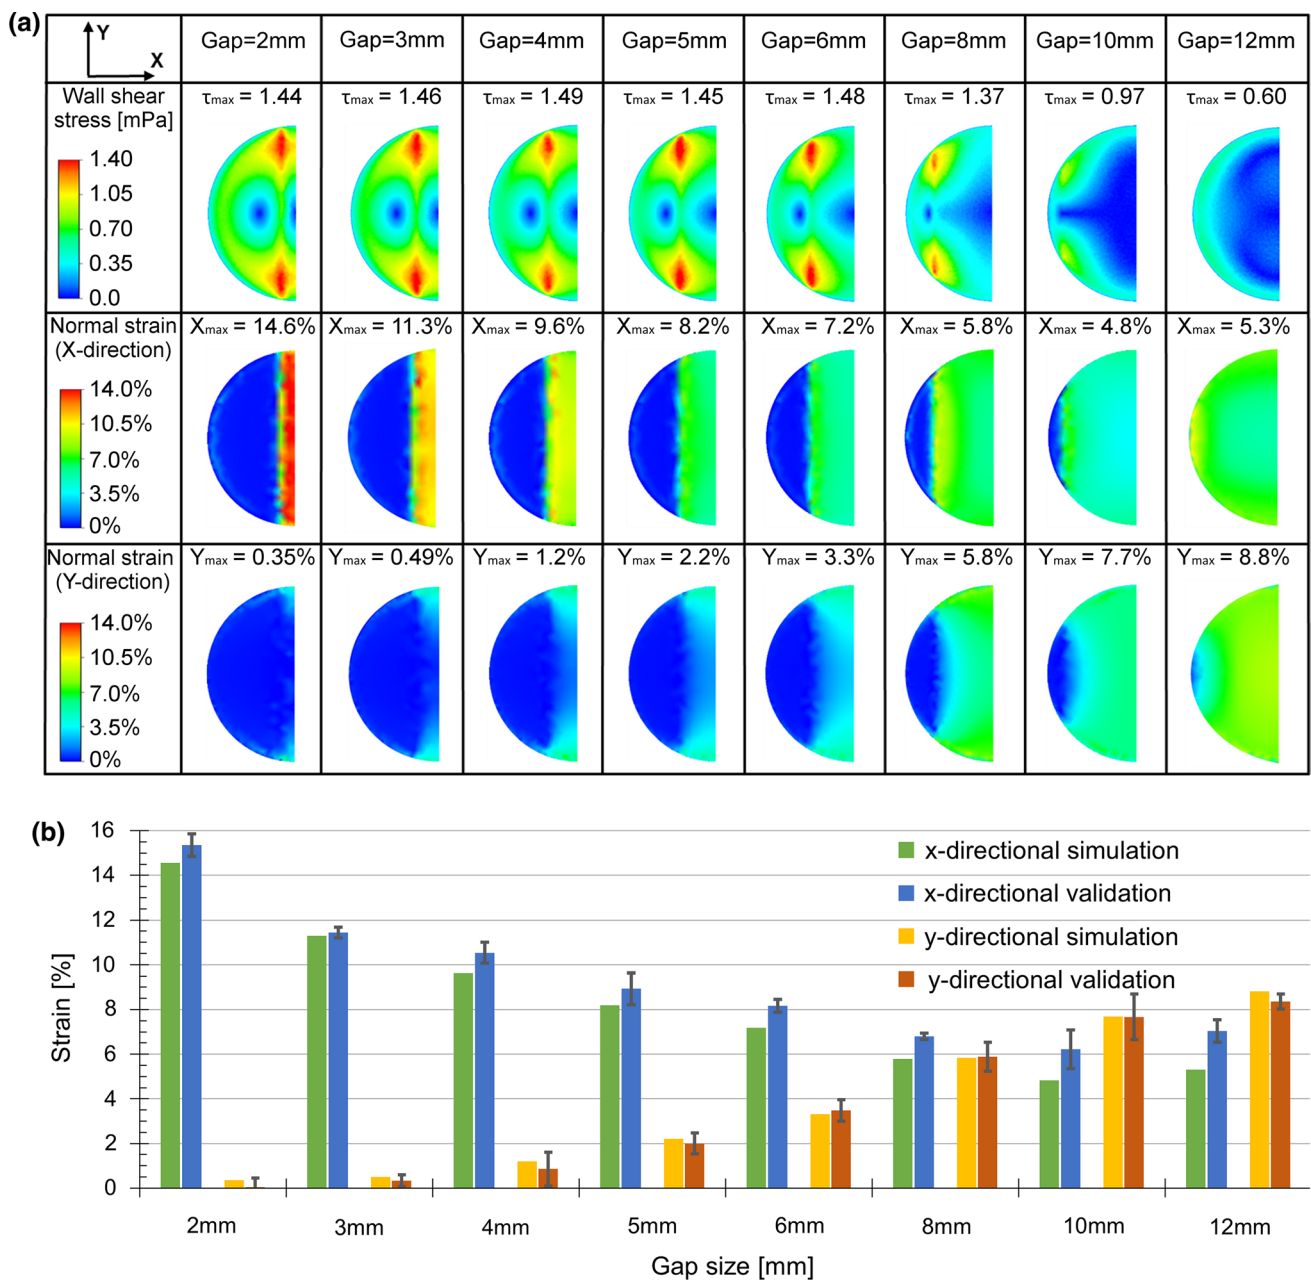 (a)
Y
X
Gap=2mm Gap=3mm Gap=4mm Gap=5mm Gap=6mm Gap=8mm Gap=10mm Gap=12mm
Wall shear
stress [mPa]
τmax = 1.44 τmax = 1.46 τmax = 1.49 τmax = 1.45 τmax = 1.48 τmax = 1.37 τmax = 0.97 τmax = 0.60
1.40
1.05
0.70
0.35
0.0
Normal strain
(X-direction)
Xmax = 14.6% Xmax = 11.3% Xmax = 9.6% Xmax = 8.2% Xmax = 7.2% Xmax = 5.8% Xmax = 4.8% Xmax = 5.3%
14.0%
10.5%
7.0%
3.5%
0%
Normal strain
(Y-direction)
Ymax = 0.35% Ymax = 0.49% Ymax = 1.2% Ymax = 2.2% Ymax = 3.3% Ymax = 5.8% Ymax = 7.7% Ymax = 8.8%
14.0%
10.5%
7.0%
3.5%
0%
(b)
Strain [%]
16
14
12
10
8
6
4
2
0
x-directional simulation
x-directional validation
y-directional simulation
y-directional validation
2mm 3mm 4mm 5mm 6mm 8mm 10mm 12mm
Gap size [mm]